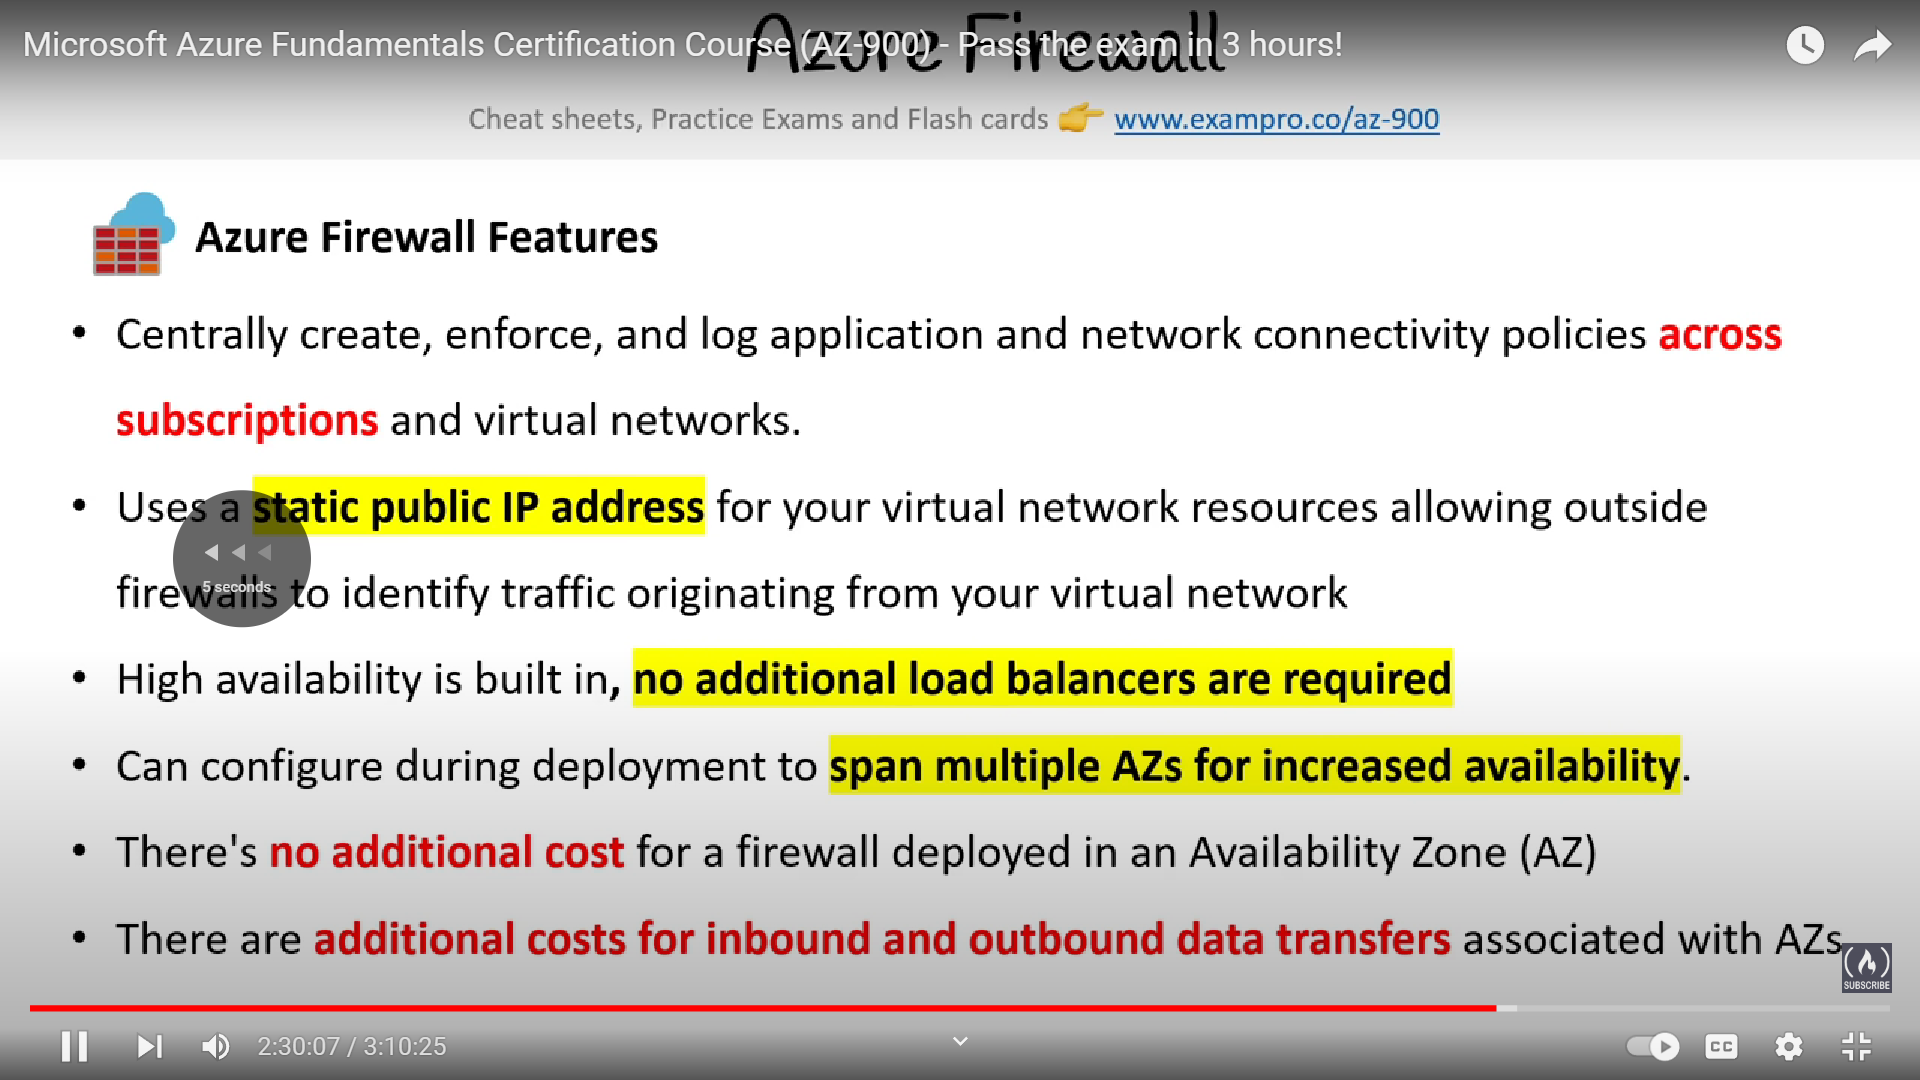 Azure Firewall
Microsoft Azure Fundamentals Certification Course (AZ-900) - Pass the exam in 3 hours!
Cheat sheets, Practice Exams and Flash cards 👉 www.exampro.co/az-900
Azure Firewall Features
• Centrally create, enforce, and log application and network connectivity policies across
subscriptions and virtual networks.
• Uses a static public IP address for your virtual network resources allowing outside
firewalls to identify traffic originating from your virtual network
5 seconds
• High availability is built in, no additional load balancers are required
• Can configure during deployment to span multiple AZs for increased availability.
• There's no additional cost for a firewall deployed in an Availability Zone (AZ)
• There are additional costs for inbound and outbound data transfers associated with AZs
SUBSCRIBE
2:30:07 / 3:10:25
CC